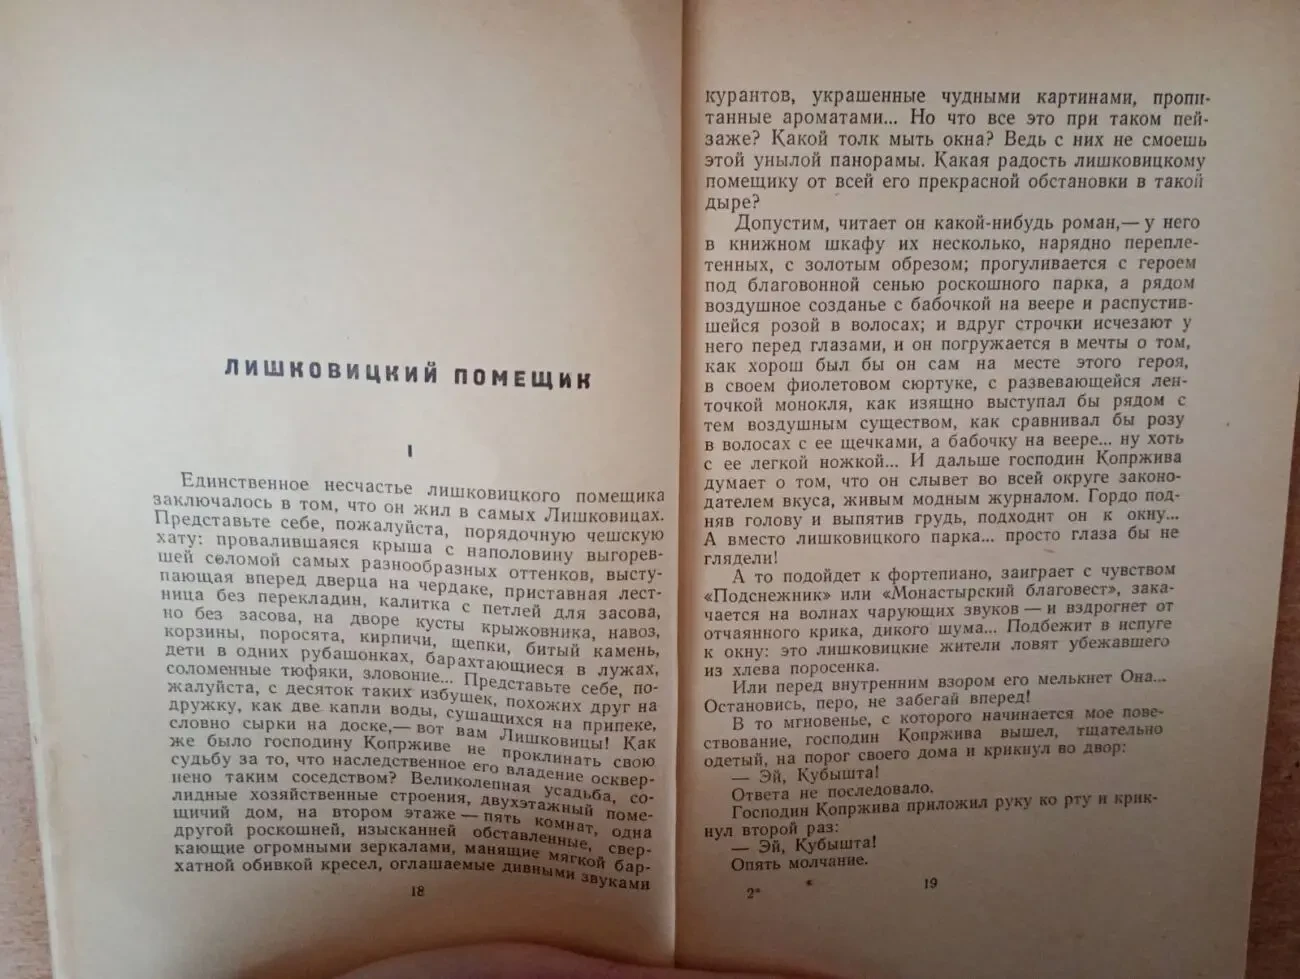 ЛИШКОВИЦКИЙ ПОМЕЩИК
I
Единственное несчастье лишковицкого помещика
заключалось в том, что он жил в самых Лишковицах.
Представьте себе, пожалуйста, порядочную чешскую
хату: провалившаяся крыша с наполовину выгорев-
шей соломой самых разнообразных оттенков, высту-
пающая вперед дверца на чердаке, приставная лест-
ница без перекладин, калитка с петлей для засова,
но без засова, на дворе кусты крыжовника, навоз,
корзины, поросята, кирпичи, щепки, битый камень,
дети в одних рубашонках, барахтающиеся в лужах,
соломенные тюфяки, зловоние... Представьте себе, по-
жалуйста, с десяток таких избушек, похожих друг на
дружку, как две капли воды, сушащихся на припеке,
словно сырки на доске,— вот вам Лишковицы! Как
же было господину Копрживе не проклинать свою
судьбу за то, что наследственное его владение осквер-
нено таким соседством? Великолепная усадьба, со-
лидные хозяйственные строения, двухэтажный поме-
щичий дом, на втором этаже — пять комнат, одна
другой роскошней, изысканней обставленные, свер-
кающие огромными зеркалами, манящие мягкой бар-
хатной обивкой кресел, оглашаемые дивными звуками
18
курантов, украшенные чудными картинами, пропи-
танные ароматами... Но что все это при таком пей-
заже? Какой толк мыть окна? Ведь с них не смоешь
этой унылой панорамы. Какая радость лишковицкому
помещику от всей его прекрасной обстановки в такой
дыре?
Допустим, читает он какой-нибудь роман,— у него
в книжном шкафу их несколько, нарядно перепле-
тенных, с золотым обрезом; прогуливается с героем
под благовонной сенью роскошного парка, а рядом
воздушное созданье с бабочкой на веере и распустив-
шейся розой в волосах; и вдруг строчки исчезают у
него перед глазами, и он погружается в мечты о том,
как хорош был бы он сам на месте этого героя,
в своем фиолетовом сюртуке, с развевающейся лен-
точкой монокля, как изящно выступал бы рядом с
тем воздушным существом, как сравнивал бы розу
в волосах с ее щечками, а бабочку на веере... ну хоть
с ее легкой ножкой... И дальше господин Копржива
думает о том, что он слывет во всей округе законо-
дателем вкуса, живым модным журналом. Гордо под-
няв голову и выпятив грудь, подходит он к окну...
А вместо лишковицкого парка... просто глаза бы не
глядели!
А то подойдет к фортепиано, заиграет с чувством
«Подснежник» или «Монастырский благовест», зака-
чается на волнах чарующих звуков — и вздрогнет от
отчаянного крика, дикого шума... Подбежит в испуге
к окну: это лишковицкие жители ловят убежавшего
из хлева поросенка.
Или перед внутренним взором его мелькнет Она...
Остановись, перо, не забегай вперед!
В то мгновенье, с которого начинается мое пове-
ствование, господин Копржива вышел, тщательно
одетый, на порог своего дома и крикнул во двор:
— Эй, Кубышта!
Ответа не последовало.
Господин Копржива приложил руку ко рту и крик-
нул второй раз:
— Эй, Кубышта!
Опять молчание.
2*
19